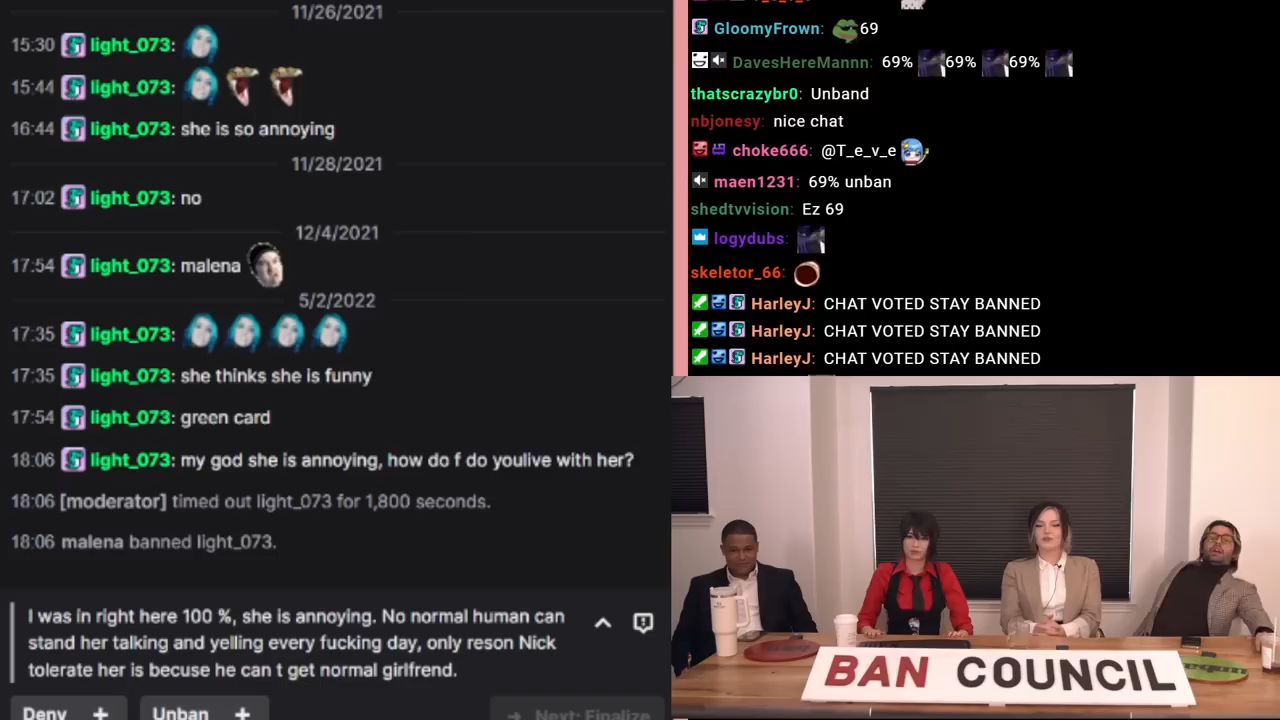 11/26/2021
15:30 light_073:
15:44 light_073:
16:44 light_073: she is so annoying
11/28/2021
17:02 light_073: no
12/4/2021
17:54 light_073: malena
5/2/2022
17:35 light_073:
17:35 light_073: she thinks she is funny
17:54 light_073: green card
18:06 light_073: my god she is annoying, how do f do youlive with her?
18:06 [moderator] timed out light_073 for 1,800 seconds.
18:06 malena banned light_073.
I was in right here 100 %, she is annoying. No normal human can
stand her talking and yelling every fucking day, only reson Nick
tolerate her is becuse he can t get normal girlfrend.
Deny + Unban + → Next: Finalize
GloomyFrown: 69
DavesHereMannn: 69% 69% 69%
thatscrazybr0: Unband
nbjonesy: nice chat
choke666: @T_e_v_e
maen1231: 69% unban
shedtvvision: Ez 69
logydubs:
skeletor_66:
HarleyJ: CHAT VOTED STAY BANNED
HarleyJ: CHAT VOTED STAY BANNED
HarleyJ: CHAT VOTED STAY BANNED
BAN COUNCIL